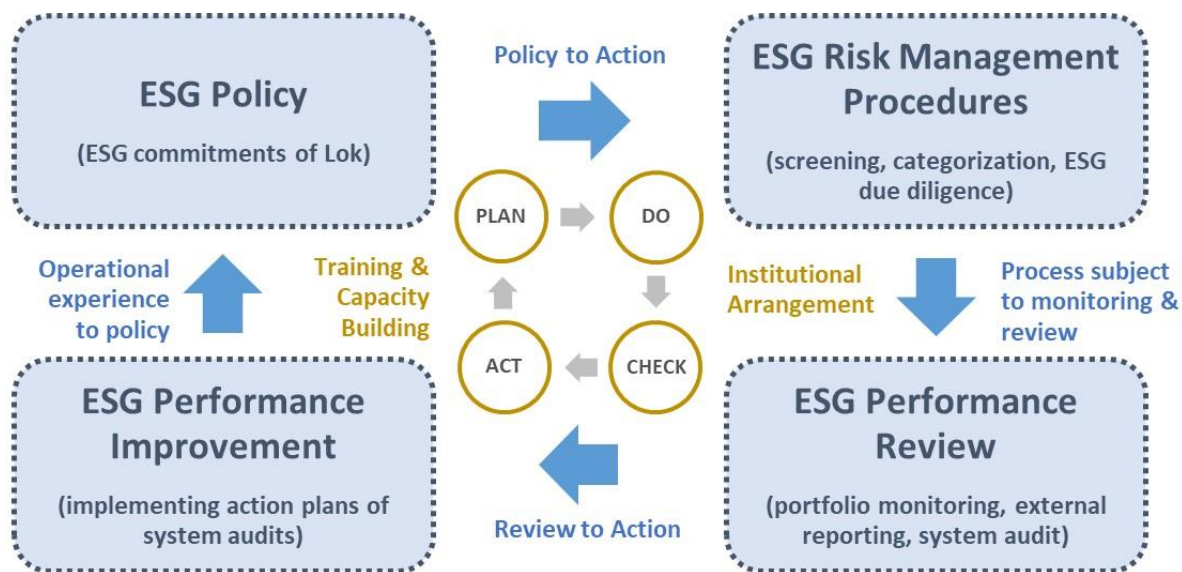 ESG Policy
(ESG commitments of Lok)
Policy to Action
ESG Risk Management
Procedures
(screening, categorization, ESG
due diligence)
PLAN
DO
Operational
experience
to policy
Training &
Capacity
Building
Institutional
Arrangement
Process subject
to monitoring &
review
ACT
CHECK
ESG Performance
Improvement
(implementing action plans of
system audits)
Review to Action
ESG Performance
Review
(portfolio monitoring, external
reporting, system audit)